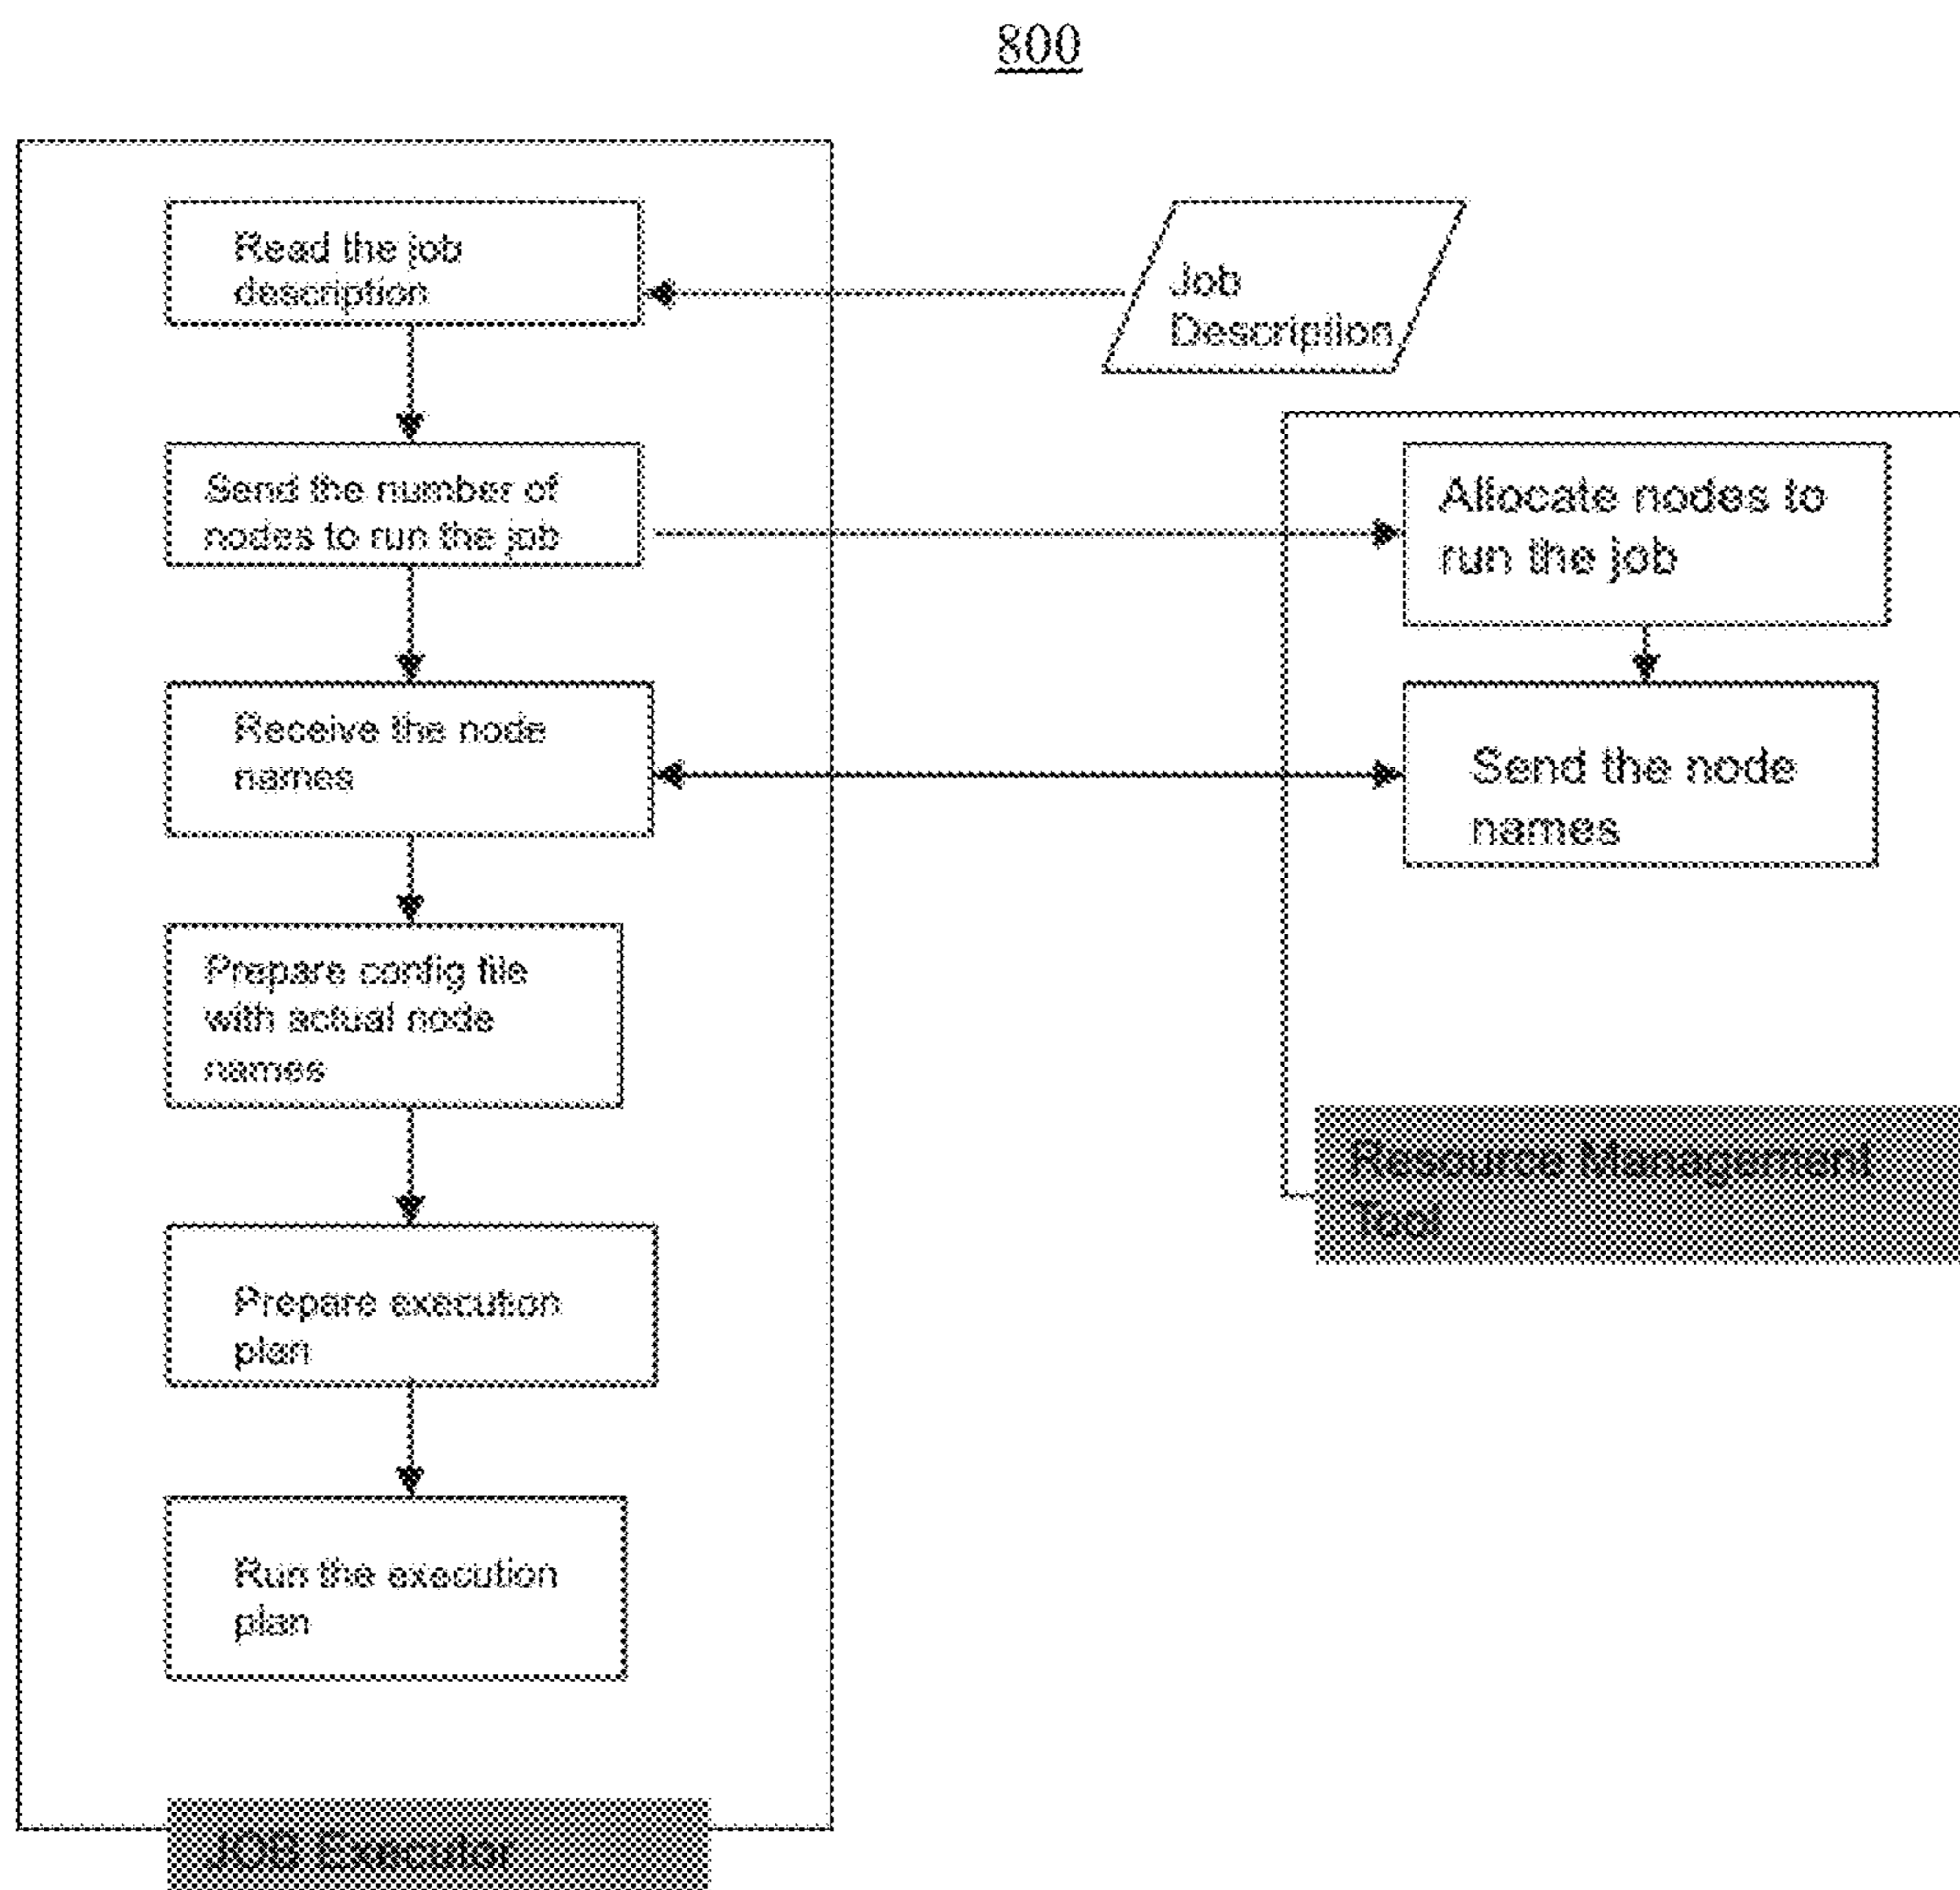 800
Read the job
description
Job
Description
Send the number of
nodes to run the job
Allocate nodes to
run the job
Receive the node
names
Send the node
names
Prepare config file
with actual node
names
Resource Management
Tool
Prepare execution
plan
Run the execution
plan
JOB Executor